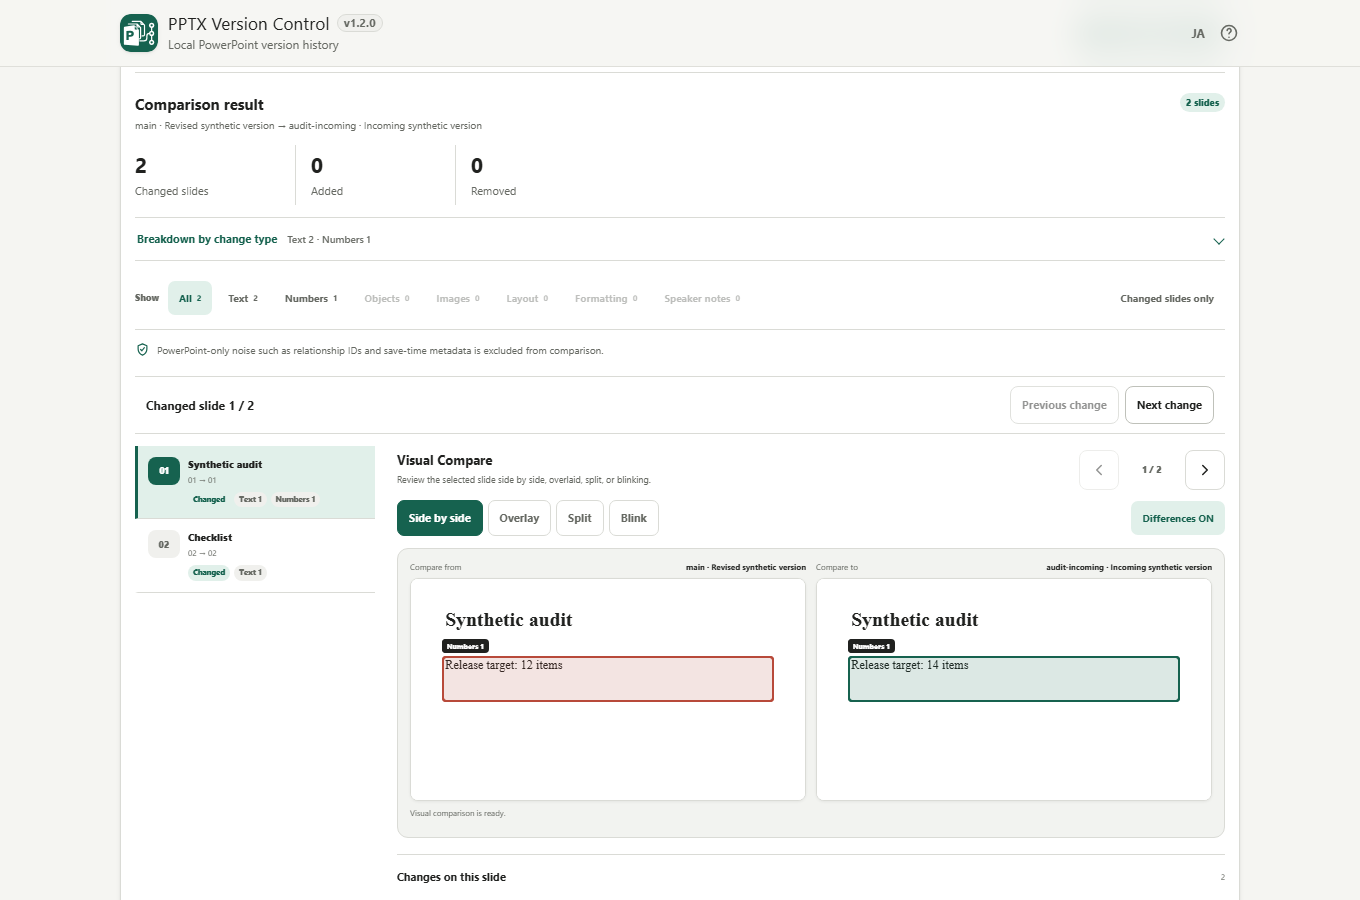 PPTX Version Control v1.2.0
Local PowerPoint version history
JA
Comparison result
2 slides
main · Revised synthetic version → audit-incoming · Incoming synthetic version
2
Changed slides
0
Added
0
Removed
Breakdown by change type Text 2 · Numbers 1
Show All 2 Text 2 Numbers 1 Objects 0 Images 0 Layout 0 Formatting 0 Speaker notes 0 Changed slides only
PowerPoint-only noise such as relationship IDs and save-time metadata is excluded from comparison.
Changed slide 1 / 2
Previous change
Next change
01 Synthetic audit
01 → 01
Changed Text 1 Numbers 1
02 Checklist
02 → 02
Changed Text 1
Visual Compare
Review the selected slide side by side, overlaid, split, or blinking.
1 / 2
Side by side Overlay Split Blink
Differences ON
Compare from main · Revised synthetic version
Synthetic audit
Numbers 1
Release target: 12 items
Compare to audit-incoming · Incoming synthetic version
Synthetic audit
Numbers 1
Release target: 14 items
Visual comparison is ready.
Changes on this slide 2